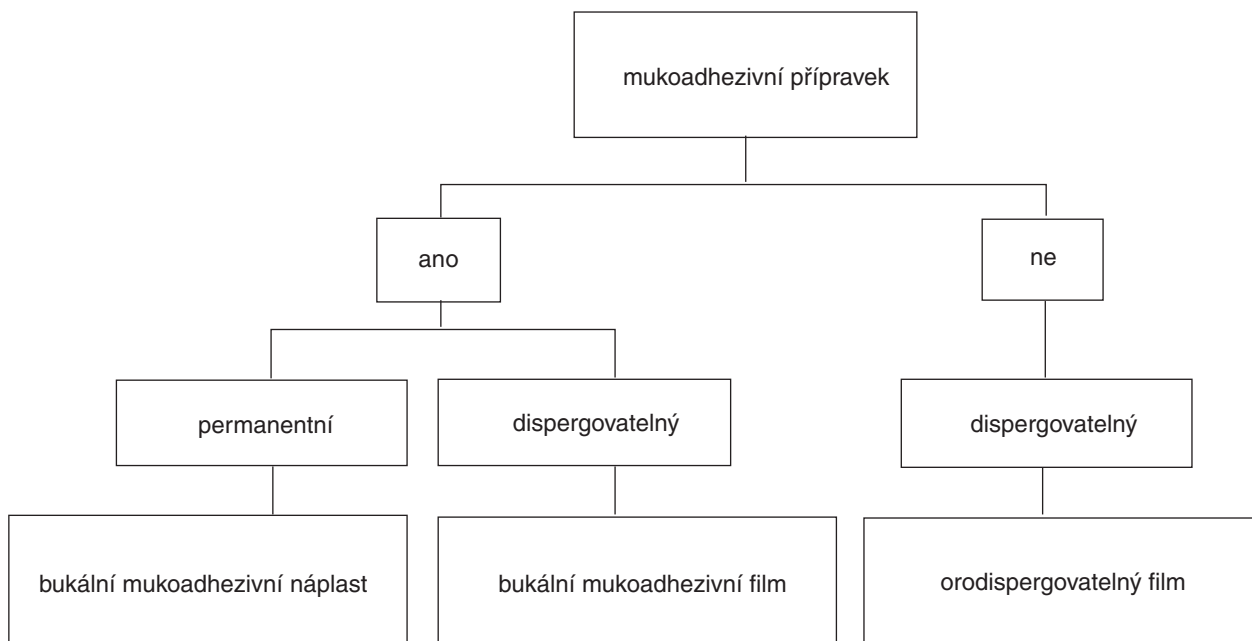 mukoadhezivní přípravek
ano
ne
permanentní
dispergovatelný
dispergovatelný
bukální mukoadhezivní náplast
bukální mukoadhezivní film
orodispergovatelný film